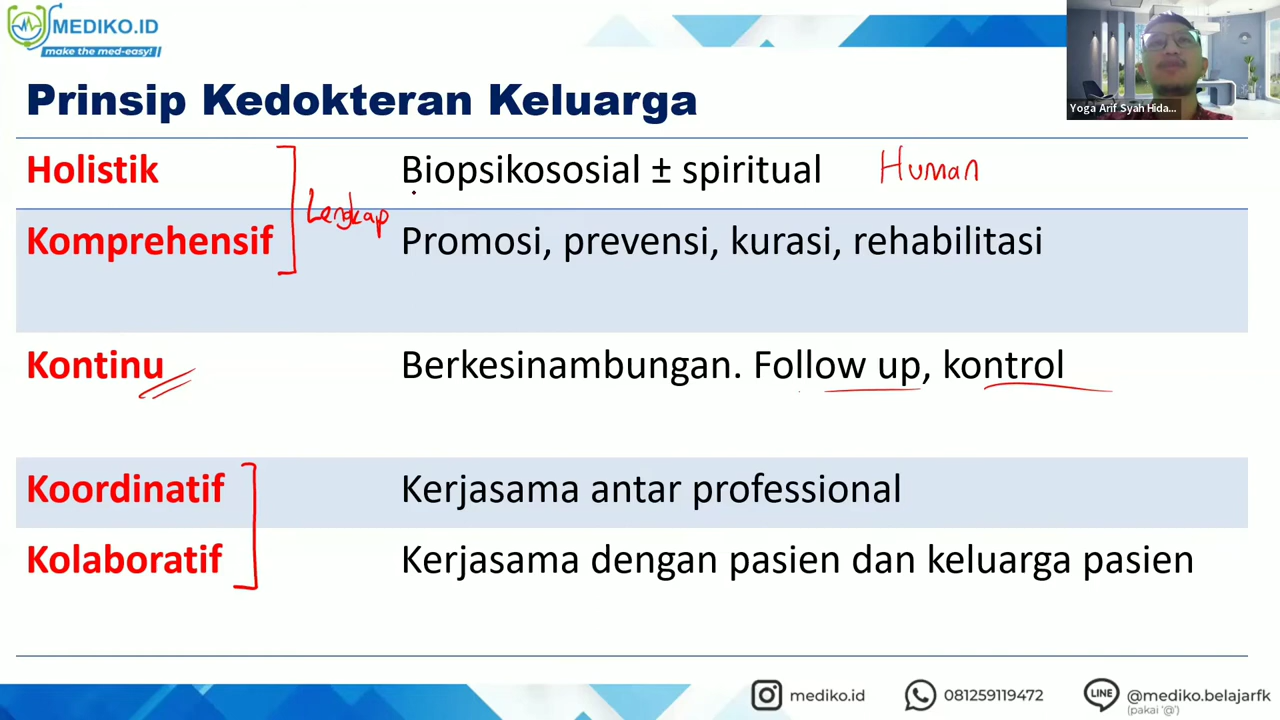 MEDIKO.ID
make the med-easy!
Yoga Arif Syah Hida...
Prinsip Kedokteran Keluarga
Holistik Biopsikososial ± spiritual Human
Lengkap
Komprehensif Promosi, prevensi, kurasi, rehabilitasi
Kontinu Berkesinambungan. Follow up, kontrol
Koordinatif Kerjasama antar professional
Kolaboratif Kerjasama dengan pasien dan keluarga pasien
mediko.id 081259119472 LINE @mediko.belajarfk
(pakai '@')